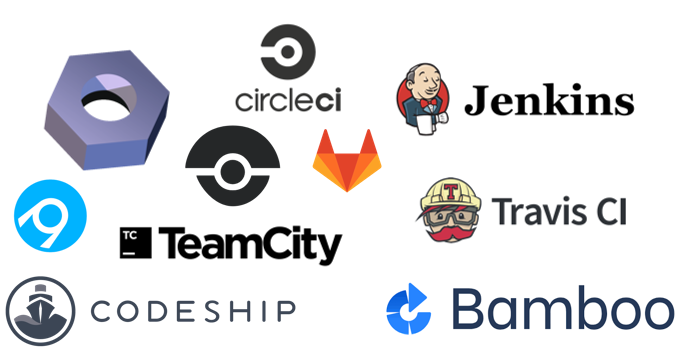 circleci
Jenkins
T
Travis CI
TC
TeamCity
CODESHIP
Bamboo